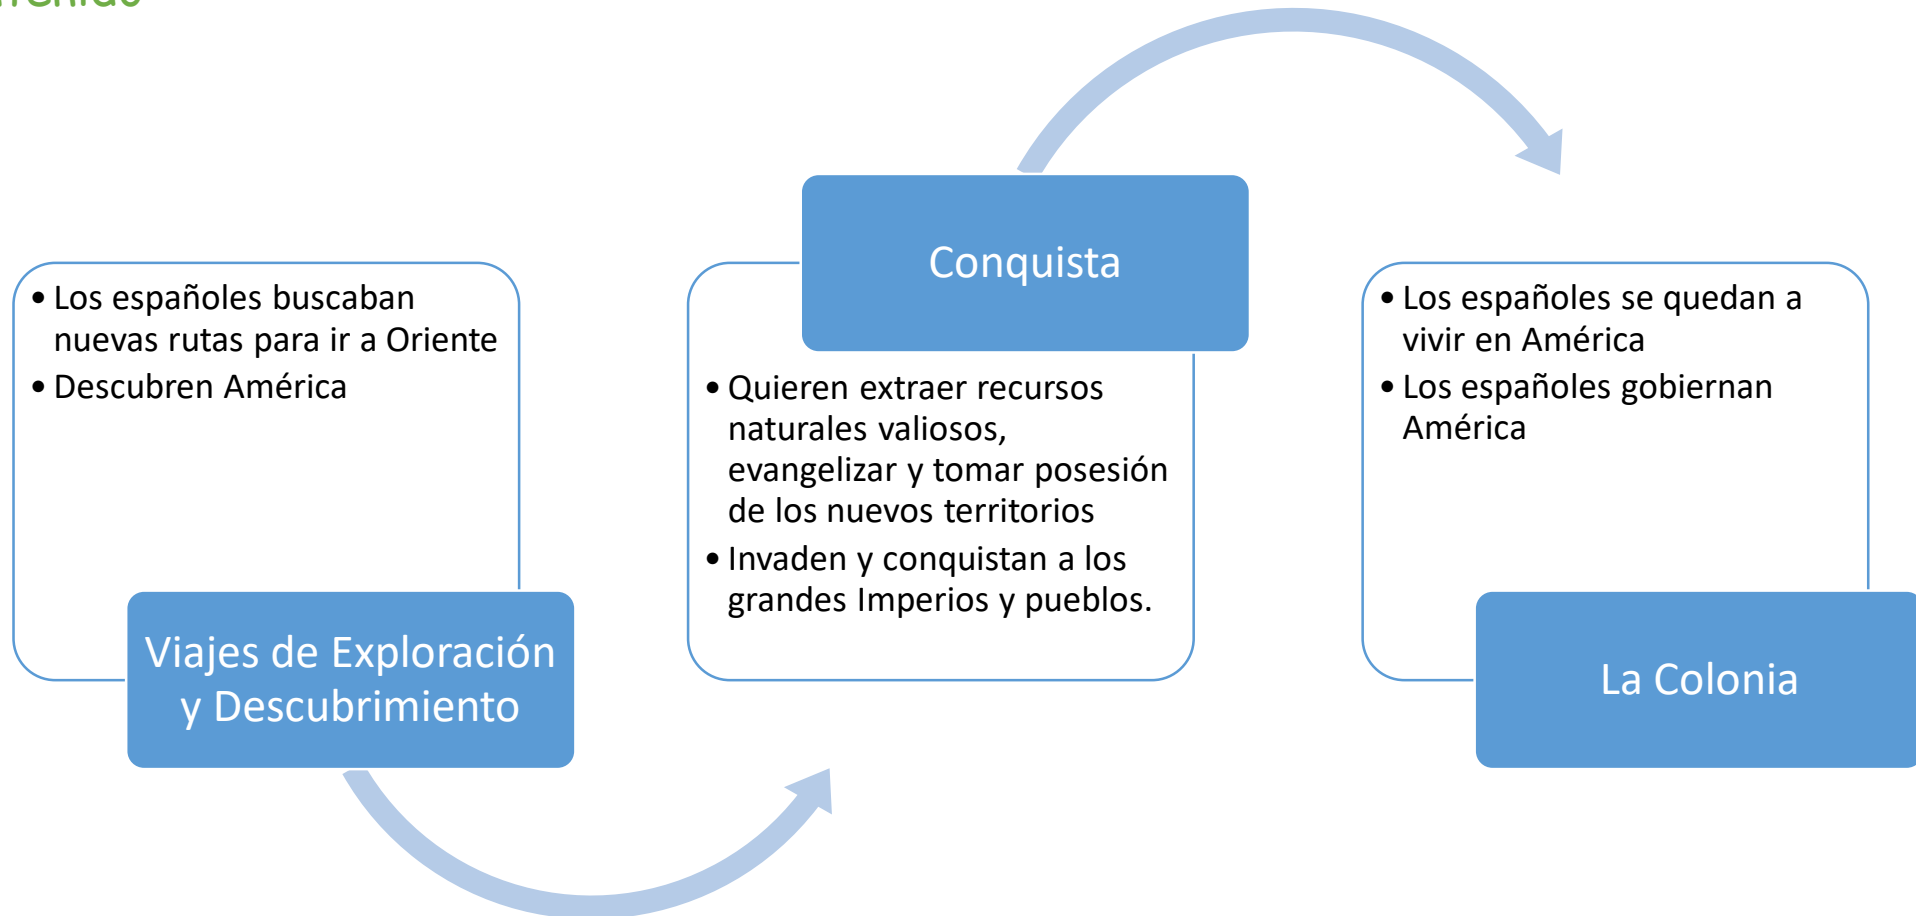 • Los españoles buscaban
nuevas rutas para ir a Oriente
• Descubren América
Viajes de Exploración
y Descubrimiento
Conquista
• Quieren extraer recursos
naturales valiosos,
evangelizar y tomar posesión
de los nuevos territorios
• Invaden y conquistan a los
grandes Imperios y pueblos.
• Los españoles se quedan a
vivir en América
• Los españoles gobiernan
América
La Colonia